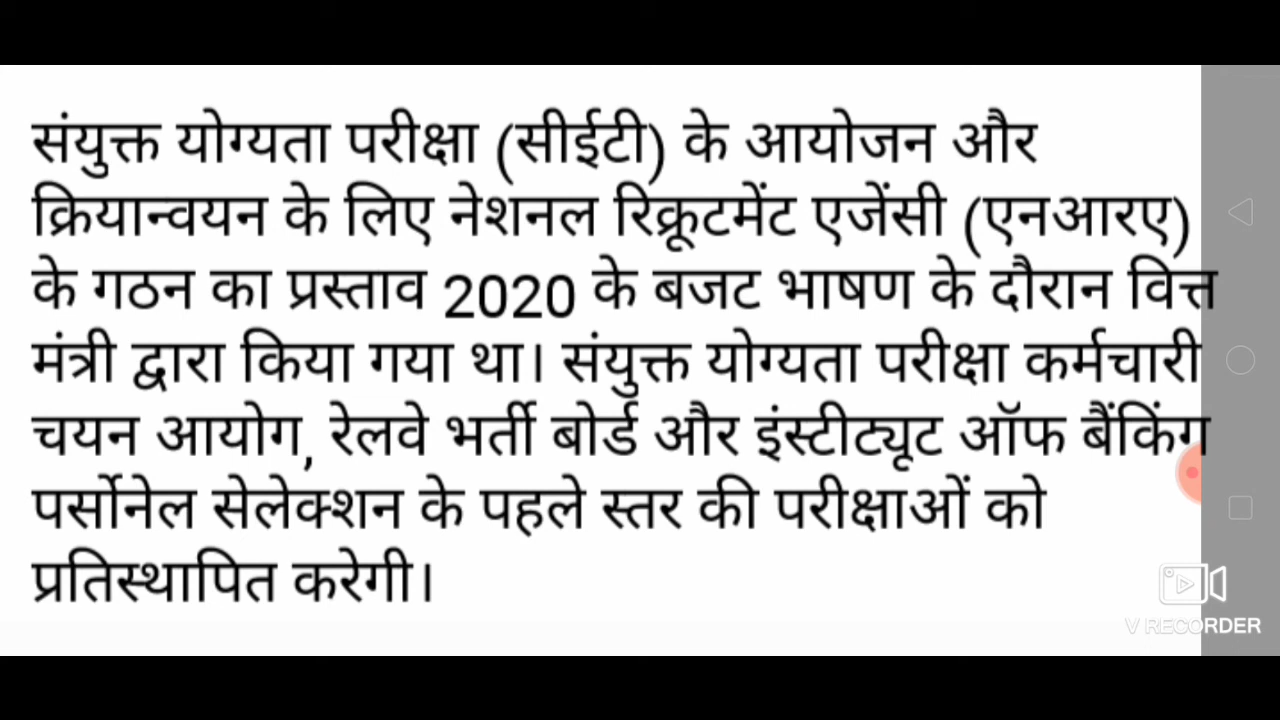 संयुक्त योग्यता परीक्षा (सीईटी) के आयोजन और
क्रियान्वयन के लिए नेशनल रिक्रूटमेंट एजेंसी (एनआरए)
के गठन का प्रस्ताव 2020 के बजट भाषण के दौरान वित्त
मंत्री द्वारा किया गया था। संयुक्त योग्यता परीक्षा कर्मचारी
चयन आयोग, रेलवे भर्ती बोर्ड और इंस्टीट्यूट ऑफ बैंकिंग
पर्सोनेल सेलेक्शन के पहले स्तर की परीक्षाओं को
प्रतिस्थापित करेगी।
V RECORDER